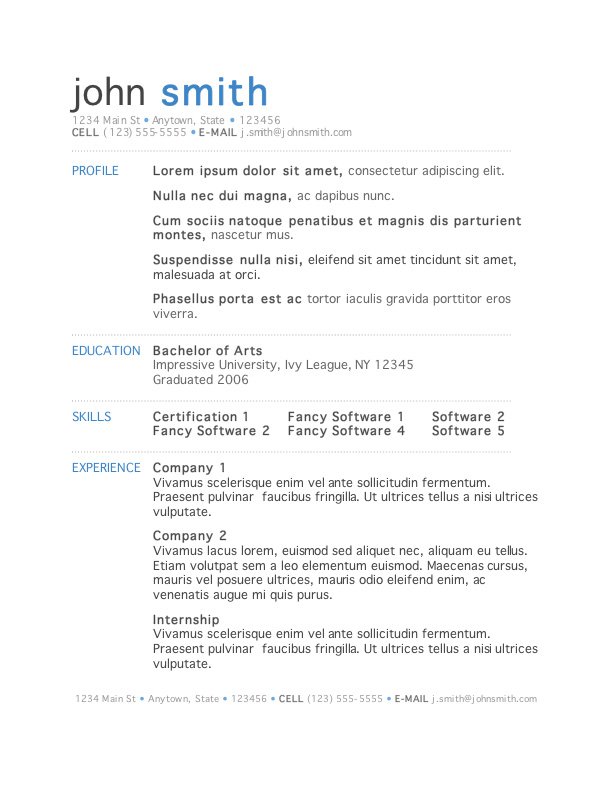 john smith
1234 Main St • Anytown, State • 123456
CELL (123) 555-5555 • E-MAIL j.smith@johnsmith.com
PROFILE Lorem ipsum dolor sit amet, consectetur adipiscing elit.
Nulla nec dui magna, ac dapibus nunc.
Cum sociis natoque penatibus et magnis dis parturient
montes, nascetur mus.
Suspendisse nulla nisi, eleifend sit amet tincidunt sit amet,
malesuada at orci.
Phasellus porta est ac tortor iaculis gravida porttitor eros
viverra.
EDUCATION Bachelor of Arts
Impressive University, Ivy League, NY 12345
Graduated 2006
SKILLS Certification 1 Fancy Software 1 Software 2
Fancy Software 2 Fancy Software 4 Software 5
EXPERIENCE Company 1
Vivamus scelerisque enim vel ante sollicitudin fermentum.
Praesent pulvinar faucibus fringilla. Ut ultrices tellus a nisi ultrices
vulputate.
Company 2
Vivamus lacus lorem, euismod sed aliquet nec, aliquam eu tellus.
Etiam volutpat sem a leo elementum euismod. Maecenas cursus,
mauris vel posuere ultrices, mauris odio eleifend enim, ac
venenatis augue mi quis purus.
Internship
Vivamus scelerisque enim vel ante sollicitudin fermentum.
Praesent pulvinar faucibus fringilla. Ut ultrices tellus a nisi ultrices
vulputate.
1234 Main St • Anytown, State • 123456 • CELL (123) 555-5555 • E-MAIL j.smith@johnsmith.com